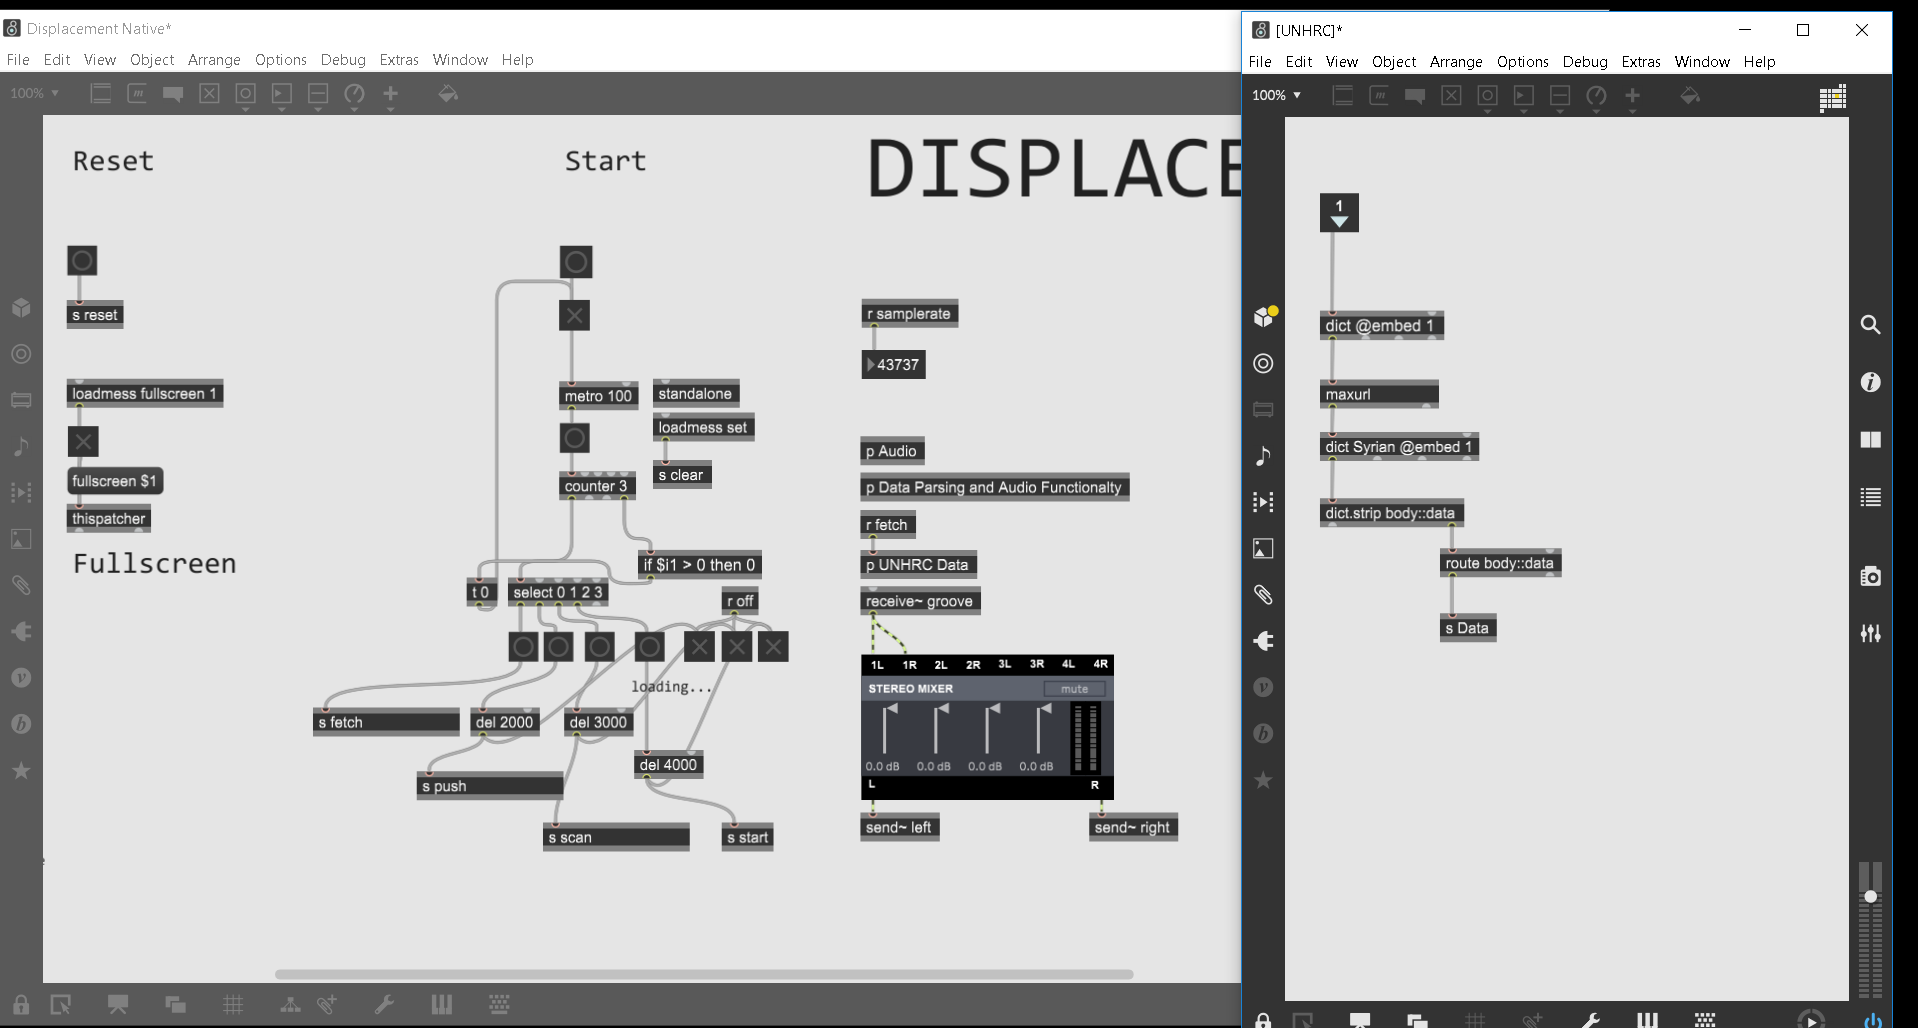 Displacement Native*
File Edit View Object Arrange Options Debug Extras Window Help
100%
Reset
Start
DISPLACE
s reset
loadmess fullscreen 1
fullscreen $1
thispatcher
Fullscreen
metro 100
standalone
loadmess set
s clear
counter 3
if $i1 > 0 then 0
t 0
select 0 1 2 3
r off
loading...
s fetch
del 2000
del 3000
del 4000
s push
s scan
s start
r samplerate
43737
p Audio
p Data Parsing and Audio Functionalty
r fetch
p UNHRC Data
receive~ groove
1L 1R 2L 2R 3L 3R 4L 4R
STEREO MIXER mute
0.0 dB 0.0 dB 0.0 dB 0.0 dB
L R
send~ left
send~ right
[UNHRC]*
File Edit View Object Arrange Options Debug Extras Window Help
100%
1
dict @embed 1
maxurl
dict Syrian @embed 1
dict.strip body::data
route body::data
s Data